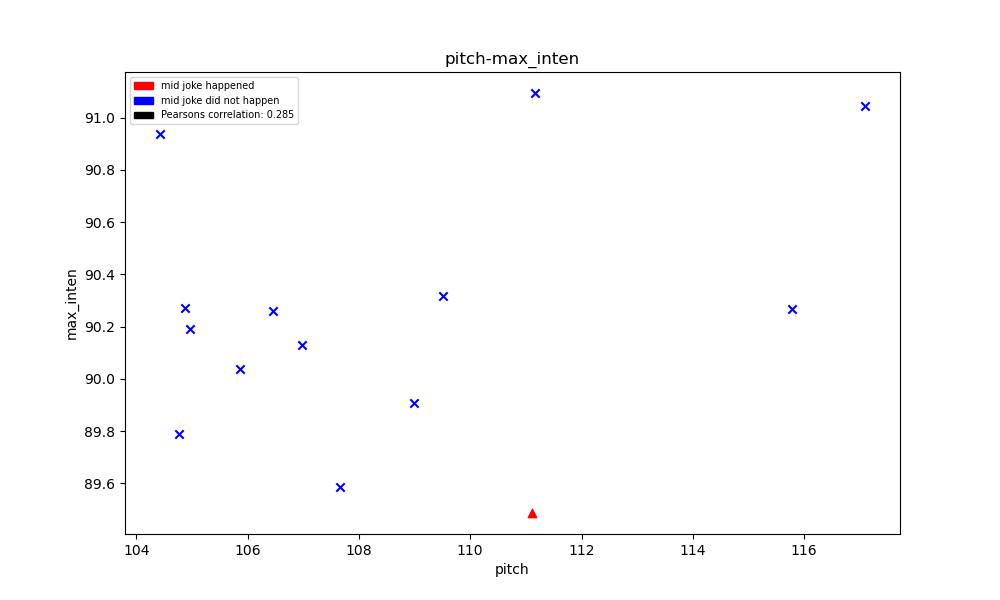 pitch-max_inten
mid joke happened
mid joke did not happen
Pearsons correlation: 0.285
91.0
90.8
90.6
90.4
90.2
90.0
89.8
89.6
max_inten
104 106 108 110 112 114 116
pitch